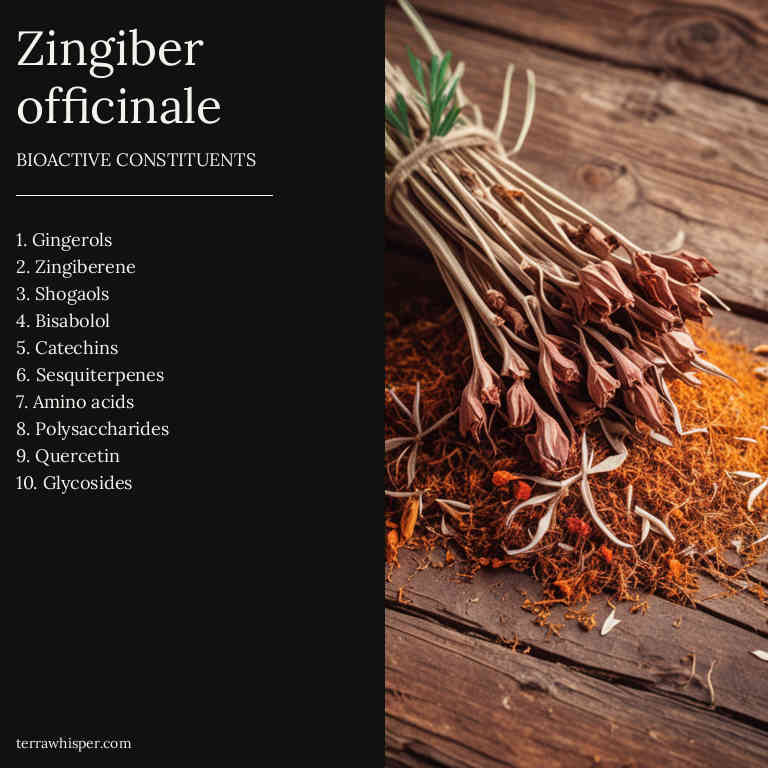 Zingiber
officinale
BIOACTIVE CONSTITUENTS
1. Gingerols
2. Zingiberene
3. Shogaols
4. Bisabolol
5. Catechins
6. Sesquiterpenes
7. Amino acids
8. Polysaccharides
9. Quercetin
10. Glycosides
terrawhisper.com